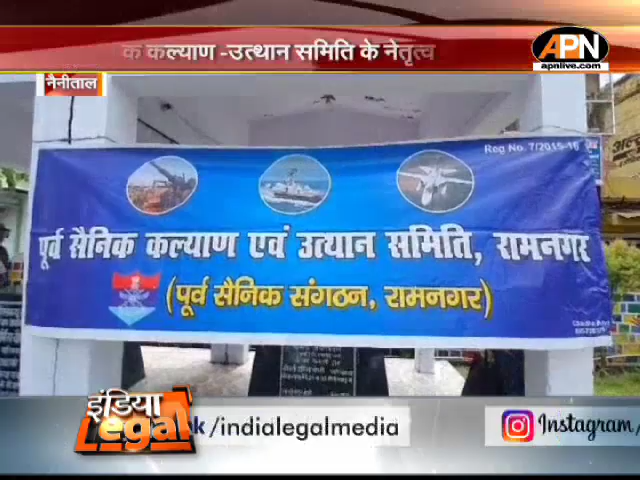 क कल्याण -उत्थान समिति के नेतृत्व
APN
apnlive.com
नैनीताल
Reg No. 7/2015-16
पूर्व सैनिक कल्याण एवं उत्थान समिति, रामनगर
(पूर्व सैनिक संगठन, रामनगर)
इंडिया
Legal
k/indialegalmedia
Instagram/